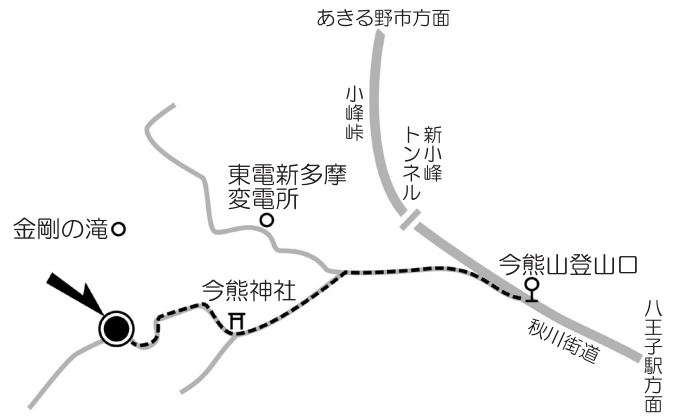 あきる野市方面
小峰峠
新小峰
トンネル
東電新多摩
変電所
金剛の滝
今熊山登山口
今熊神社
秋川街道
八王子駅方面